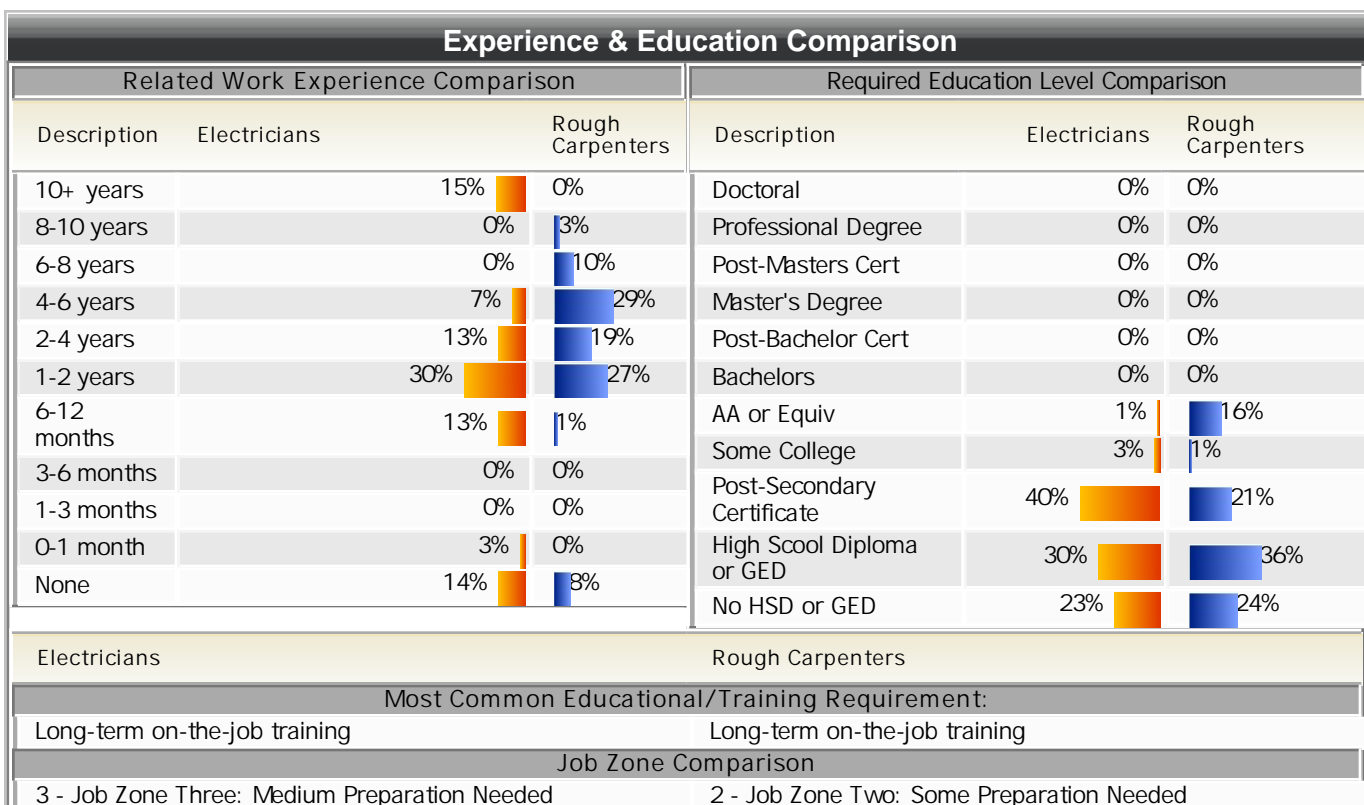 Experience & Education Comparison
Related Work Experience Comparison
Description Electricians Rough Carpenters
10+ years 15% 0%
8-10 years 0% 3%
6-8 years 0% 10%
4-6 years 7% 29%
2-4 years 13% 19%
1-2 years 30% 27%
6-12 months 13% 1%
3-6 months 0% 0%
1-3 months 0% 0%
0-1 month 3% 0%
None 14% 8%
Required Education Level Comparison
Description Electricians Rough Carpenters
Doctoral 0% 0%
Professional Degree 0% 0%
Post-Masters Cert 0% 0%
Master's Degree 0% 0%
Post-Bachelor Cert 0% 0%
Bachelors 0% 0%
AA or Equiv 1% 16%
Some College 3% 1%
Post-Secondary Certificate 40% 21%
High Scool Diploma or GED 30% 36%
No HSD or GED 23% 24%
Electricians Rough Carpenters
Most Common Educational/Training Requirement:
Long-term on-the-job training Long-term on-the-job training
Job Zone Comparison
3 - Job Zone Three: Medium Preparation Needed 2 - Job Zone Two: Some Preparation Needed